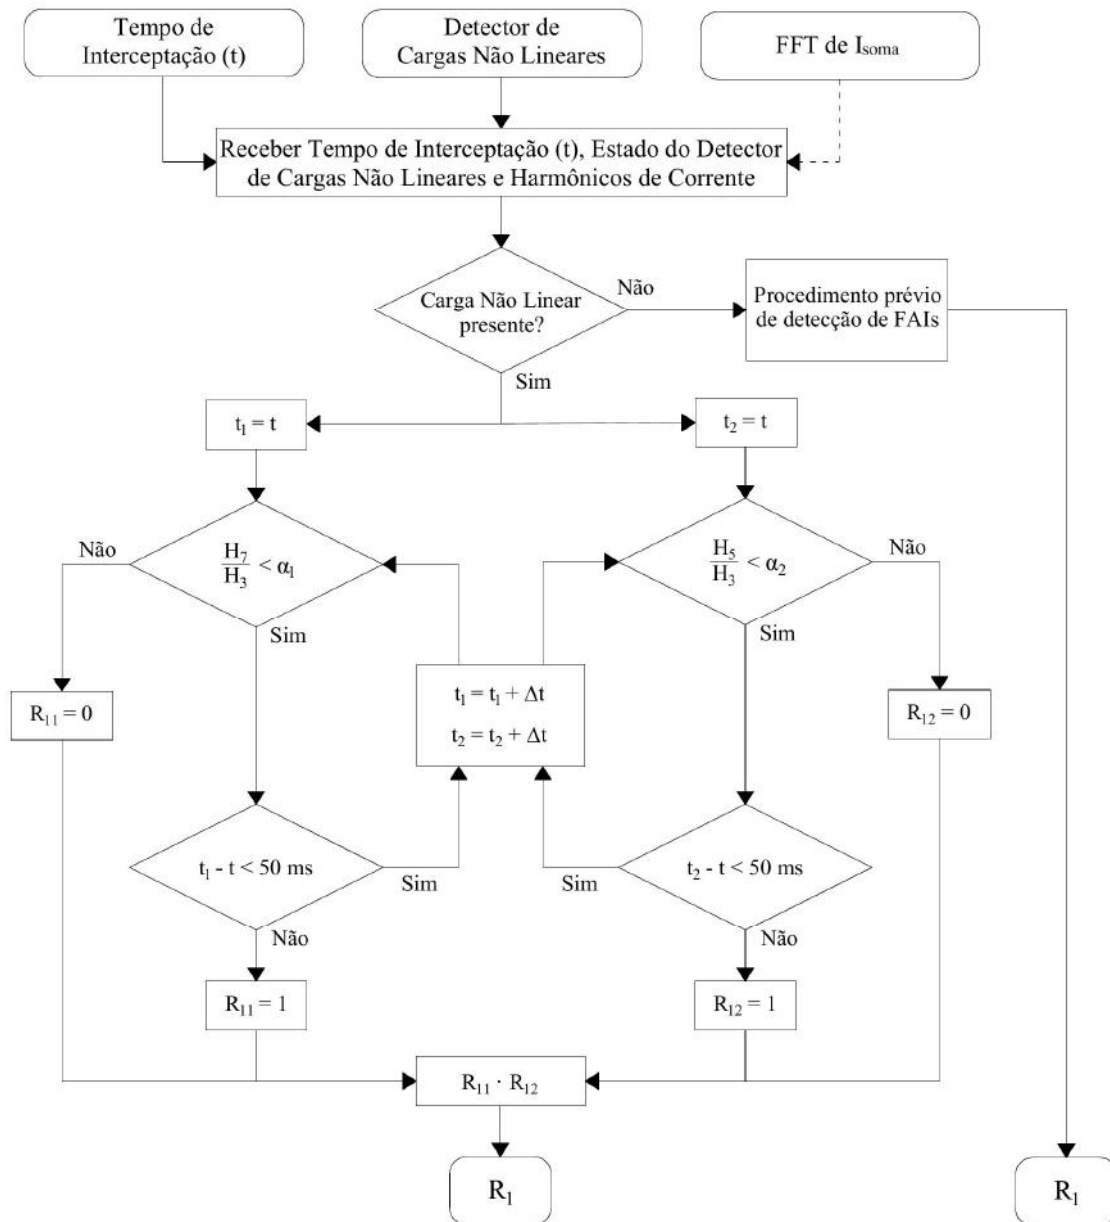 Tempo de
Interceptação (t)
Detector de
Cargas Não Lineares
FFT de Isoma
Receber Tempo de Interceptação (t), Estado do Detector
de Cargas Não Lineares e Harmônicos de Corrente
Carga Não Linear
presente?
Não
Procedimento prévio
de detecção de FAIs
Sim
t₁ = t
t₂ = t
Não
H₇
H₃ < α₁
Sim
H₅
H₃ < α₂
Não
Sim
R₁₁ = 0
t₁ = t₁ + Δt
t₂ = t₂ + Δt
R₁₂ = 0
t₁ - t < 50 ms
Sim
Não
t₂ - t < 50 ms
Sim
Não
R₁₁ = 1
R₁₂ = 1
R₁₁ · R₁₂
R₁
R₁